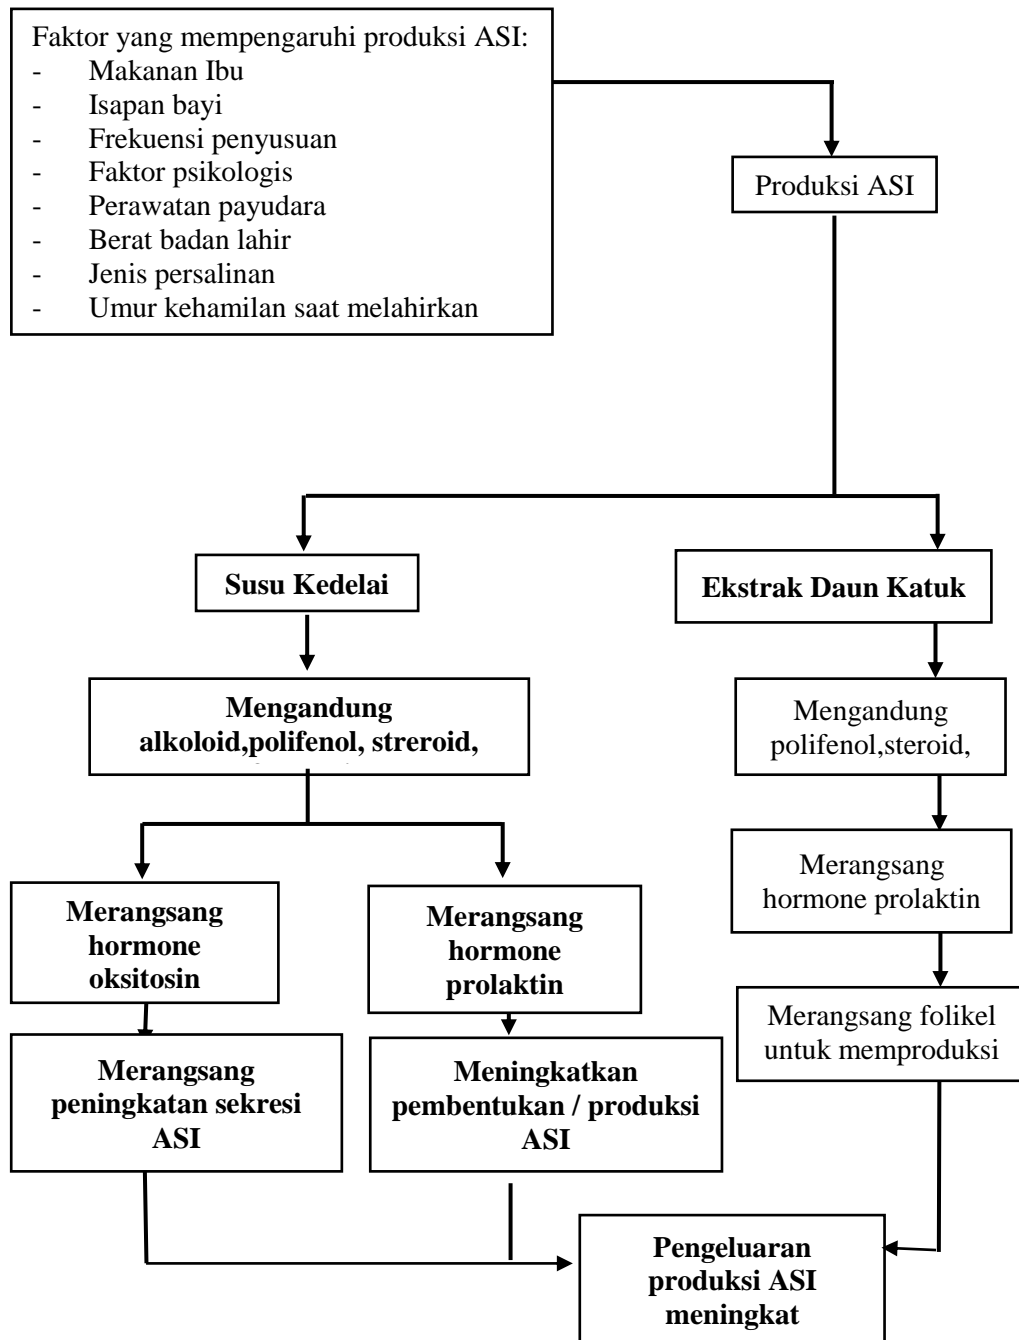 Faktor yang mempengaruhi produksi ASI:
- Makanan Ibu
- Isapan bayi
- Frekuensi penyusuan
- Faktor psikologis
- Perawatan payudara
- Berat badan lahir
- Jenis persalinan
- Umur kehamilan saat melahirkan
Produksi ASI
Susu Kedelai
Ekstrak Daun Katuk
Mengandung
alkoloid,polifenol, streroid,
Mengandung
polifenol,steroid,
Merangsang
hormone
oksitosin
Merangsang
hormone
prolaktin
Merangsang
hormone prolaktin
Merangsang folikel
untuk memproduksi
Merangsang
peningkatan sekresi
ASI
Meningkatkan
pembentukan / produksi
ASI
Pengeluaran
produksi ASI
meningkat